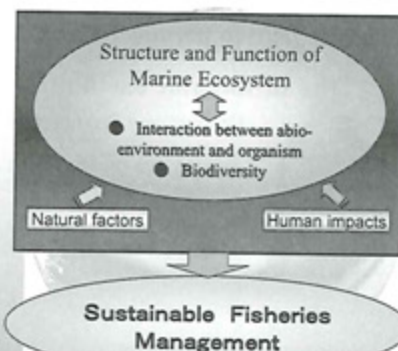 Structure and Function of
Marine Ecosystem
● Interaction between abio-
environment and organism
● Biodiversity
Natural factors
Human impacts
Sustainable Fisheries
Management